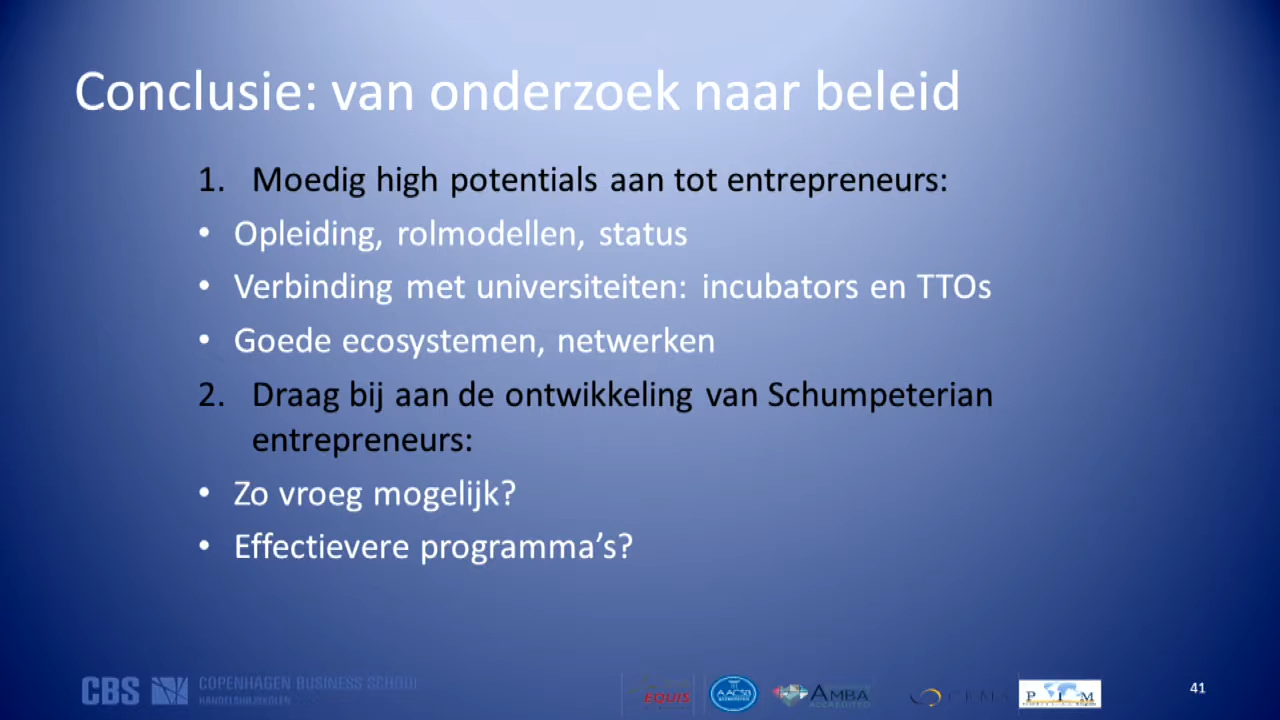 Conclusie: van onderzoek naar beleid
1. Moedig high potentials aan tot entrepreneurs:
• Opleiding, rolmodellen, status
• Verbinding met universiteiten: incubators en TTOs
• Goede ecosystemen, netwerken
2. Draag bij aan de ontwikkeling van Schumpeterian
entrepreneurs:
• Zo vroeg mogelijk?
• Effectievere programma’s?
CBS COPENHAGEN BUSINESS SCHOOL
HANDELSHØJSKOLEN
EQUIS
AACSB
AMBA
ACCREDITED
CEMS
PIM
41